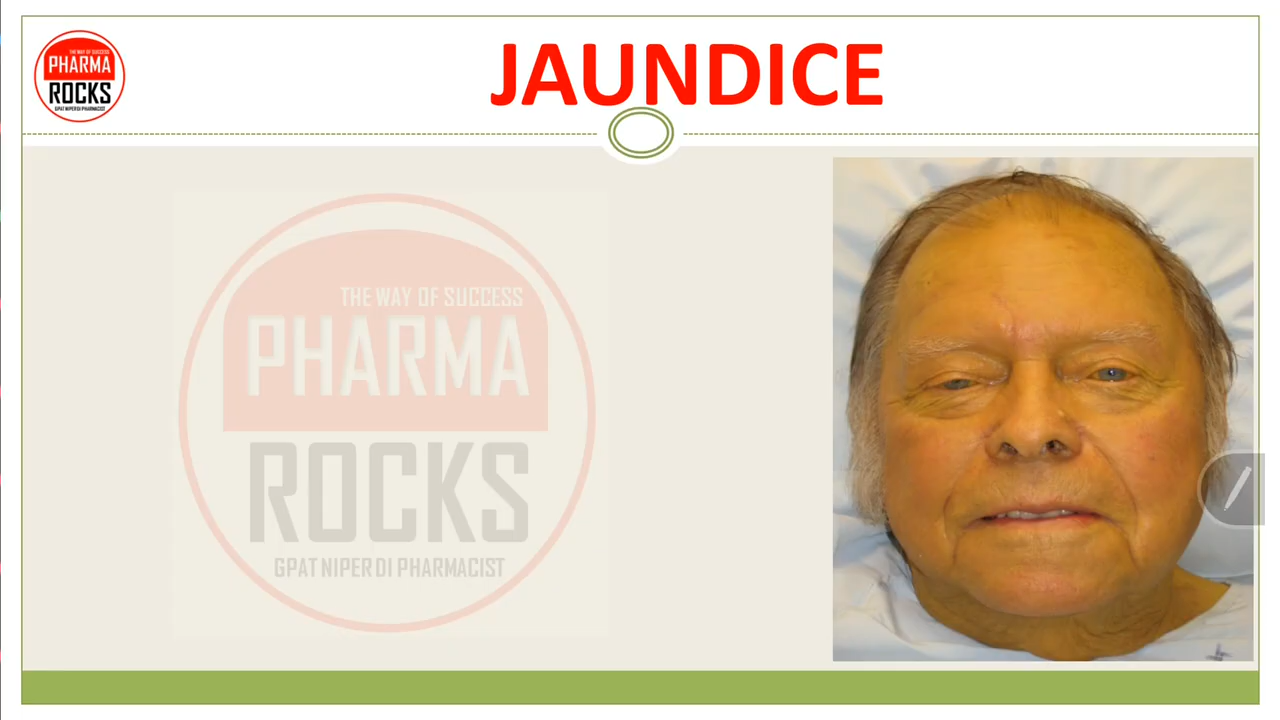 THE WAY OF SUCCESS
PHARMA
ROCKS
GPAT NIPER DI PHARMACIST
JAUNDICE
THE WAY OF SUCCESS
PHARMA
ROCKS
GPAT NIPER DI PHARMACIST